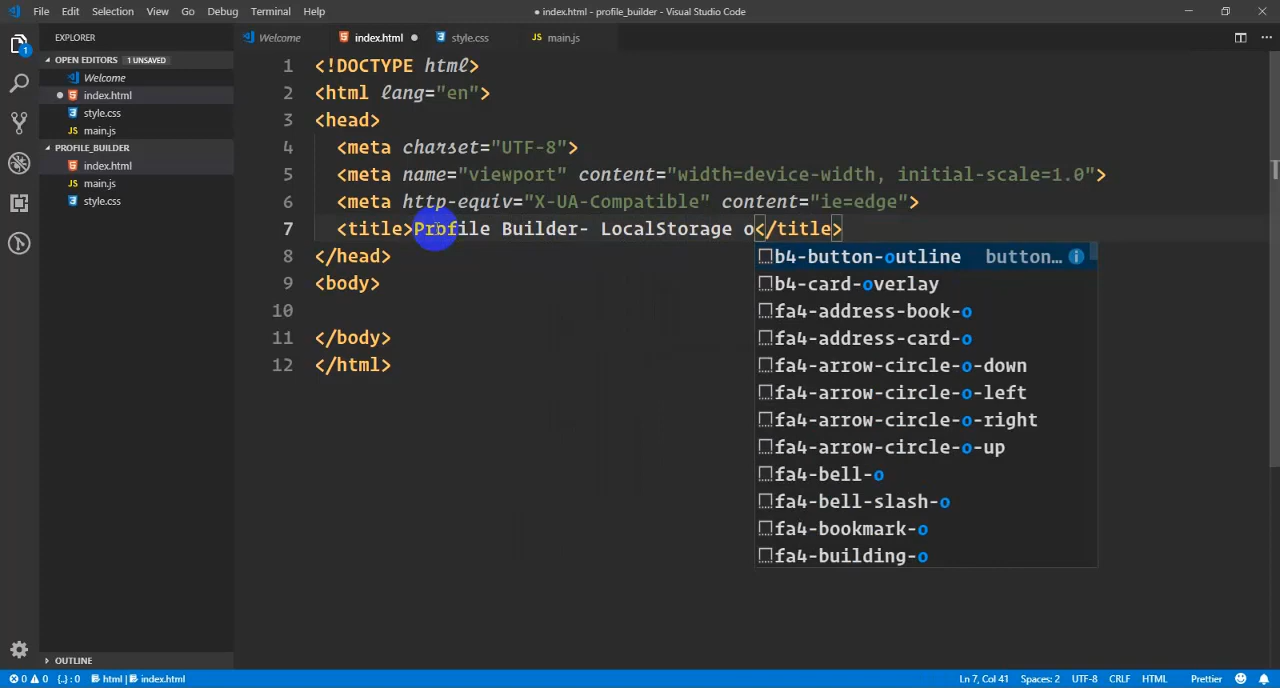 File Edit Selection View Go Debug Terminal Help
● index.html - profile_builder - Visual Studio Code
EXPLORER
Welcome
index.html
style.css
JS main.js
OPEN EDITORS 1 UNSAVED
Welcome
index.html
style.css
JS main.js
PROFILE_BUILDER
index.html
JS main.js
style.css
OUTLINE
1 <!DOCTYPE html>
2 <html lang="en">
3 <head>
4 <meta charset="UTF-8">
5 <meta name="viewport" content="width=device-width, initial-scale=1.0">
6 <meta http-equiv="X-UA-Compatible" content="ie=edge">
7 <title>Profile Builder- LocalStorage o</title>
8 </head>
9 <body>
10
11 </body>
12 </html>
b4-button-outline button…
b4-card-overlay
fa4-address-book-o
fa4-address-card-o
fa4-arrow-circle-o-down
fa4-arrow-circle-o-left
fa4-arrow-circle-o-right
fa4-arrow-circle-o-up
fa4-bell-o
fa4-bell-slash-o
fa4-bookmark-o
fa4-building-o
1
0 0 {..} : 0 html | index.html
Ln 7, Col 41 Spaces: 2 UTF-8 CRLF HTML Prettier